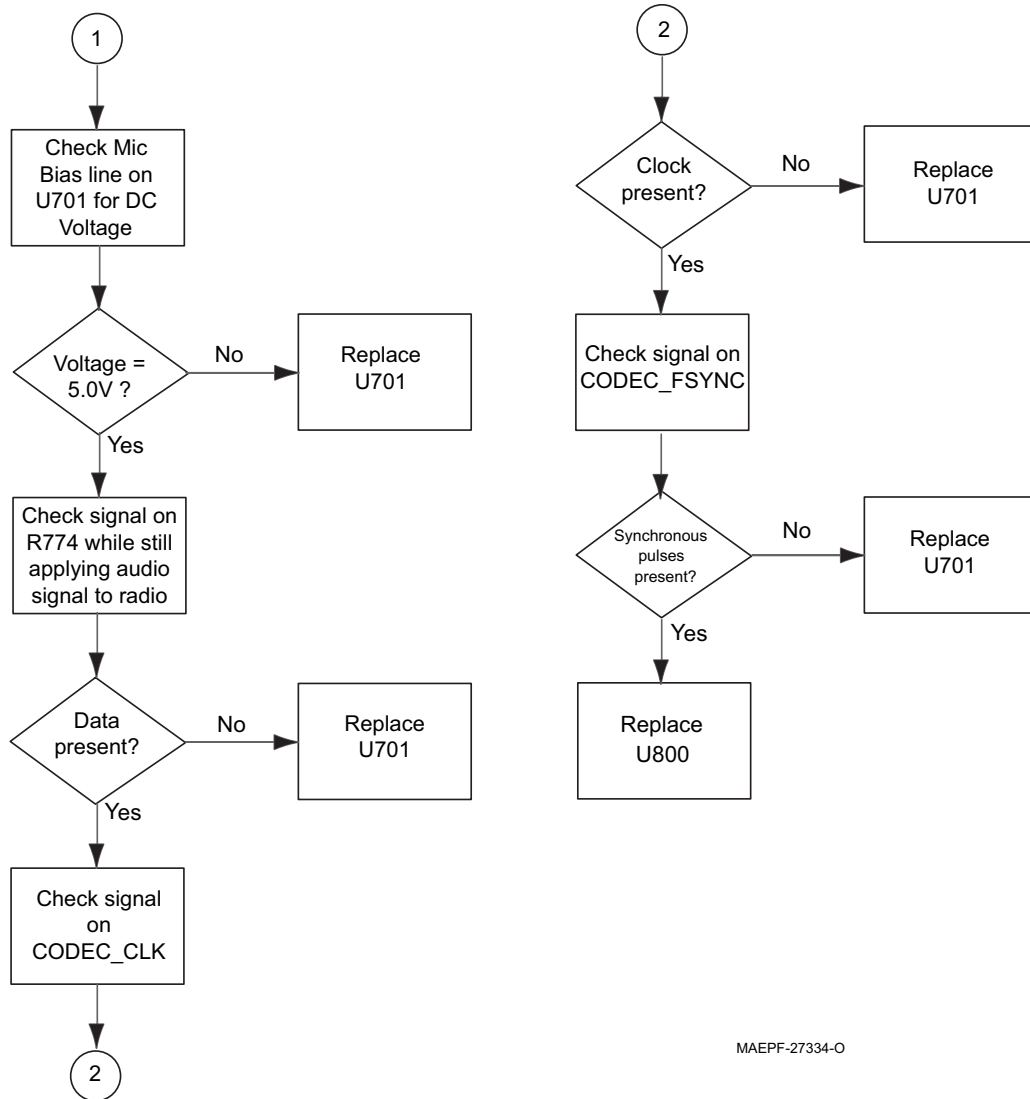 1
Check Mic
Bias line on
U701 for DC
Voltage
Voltage =
5.0V ?
No
Replace
U701
Yes
Check signal on
R774 while still
applying audio
signal to radio
Data
present?
No
Replace
U701
Yes
Check signal
on
CODEC_CLK
2
2
Clock
present?
No
Replace
U701
Yes
Check signal on
CODEC_FSYNC
Synchronous
pulses
present?
No
Replace
U701
Yes
Replace
U800
MAEPF-27334-O